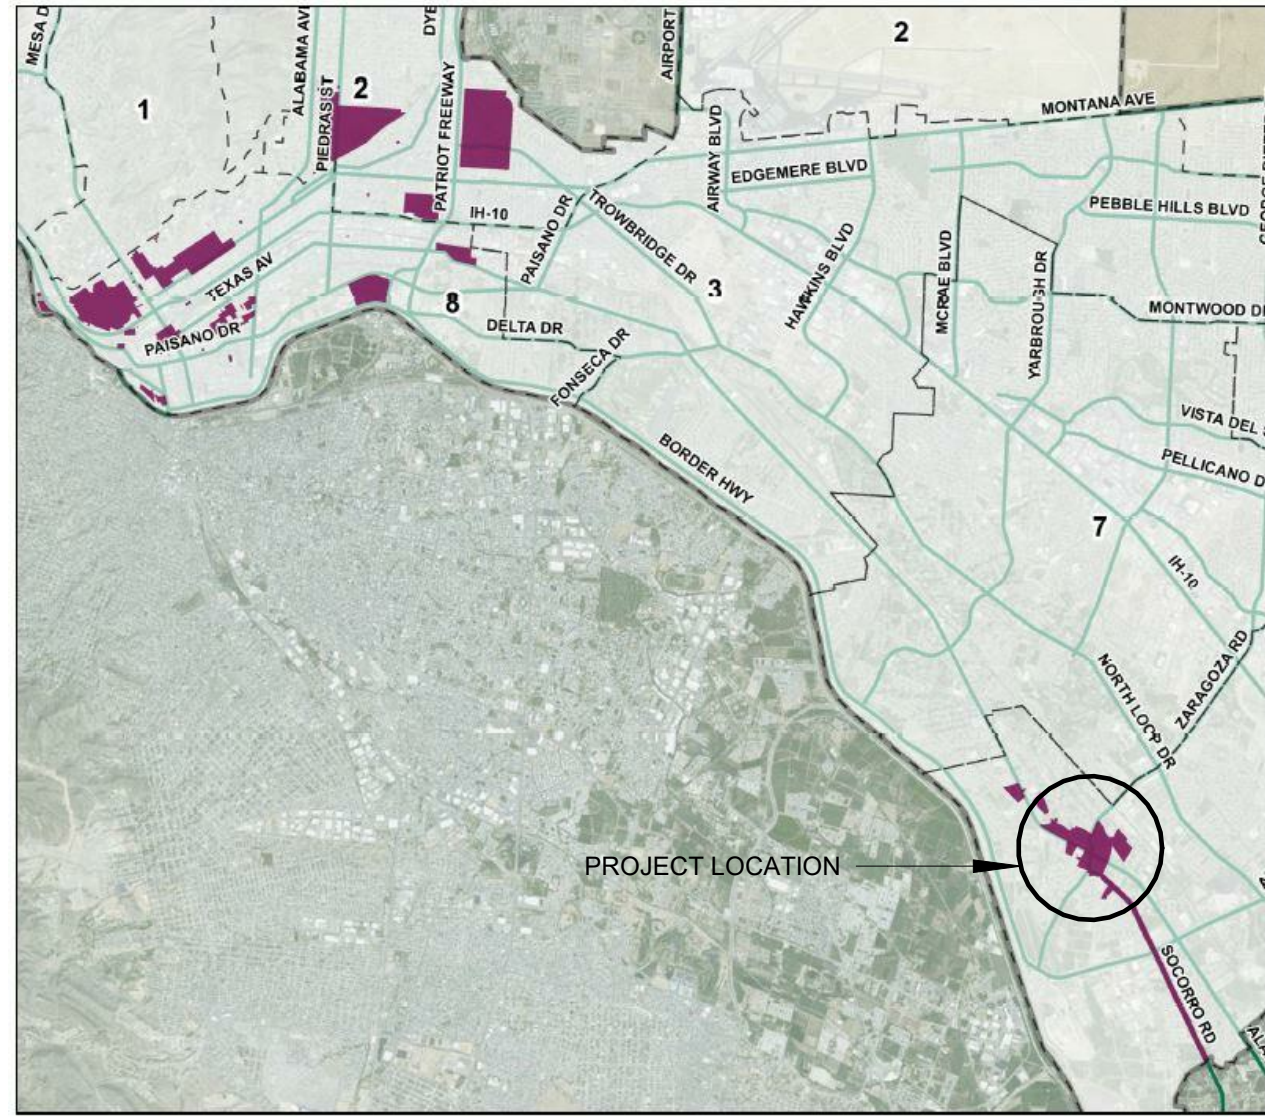 MESA D
1
ALABAMA AVE
PIEDRAS ST
2
DYE
PATRIOT FREEWAY
AIRPORT
2
MONTANA AVE
AIRWAY BLVD
EDGEMERE BLVD
PEBBLE HILLS BLVD
IH-10
PAISANO DR
TROWBRIDGE DR
HAWKINS BLVD
MCRAE BLVD
YARBROUGH DR
MONTWOOD D
TEXAS AV
3
8
PAISANO DR
DELTA DR
FONSECA DR
VISTA DEL
BORDER HWY
PELLICANO D
7
IH-10
NORTH LOOP DR
ZARAGOZA RD
PROJECT LOCATION
SOCORRO RD
ALA